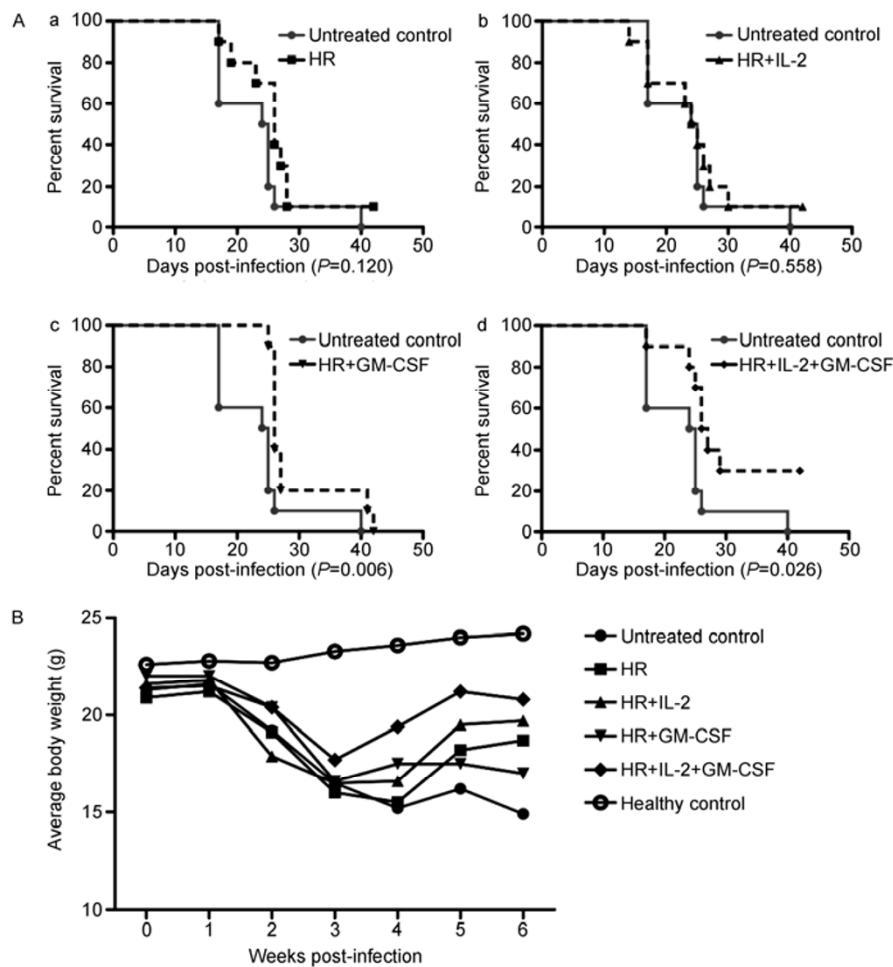 A
a
Untreated control
HR
Percent survival
100
80
60
40
20
0
0 10 20 30 40 50
Days post-infection (P=0.120)
b
Untreated control
HR+IL-2
Percent survival
100
80
60
40
20
0
0 10 20 30 40 50
Days post-infection (P=0.558)
c
Untreated control
HR+GM-CSF
Percent survival
100
80
60
40
20
0
0 10 20 30 40 50
Days post-infection (P=0.006)
d
Untreated control
HR+IL-2+GM-CSF
Percent survival
100
80
60
40
20
0
0 10 20 30 40 50
Days post-infection (P=0.026)
B
Average body weight (g)
25
20
15
10
0 1 2 3 4 5 6
Weeks post-infection
Untreated control
HR
HR+IL-2
HR+GM-CSF
HR+IL-2+GM-CSF
Healthy control